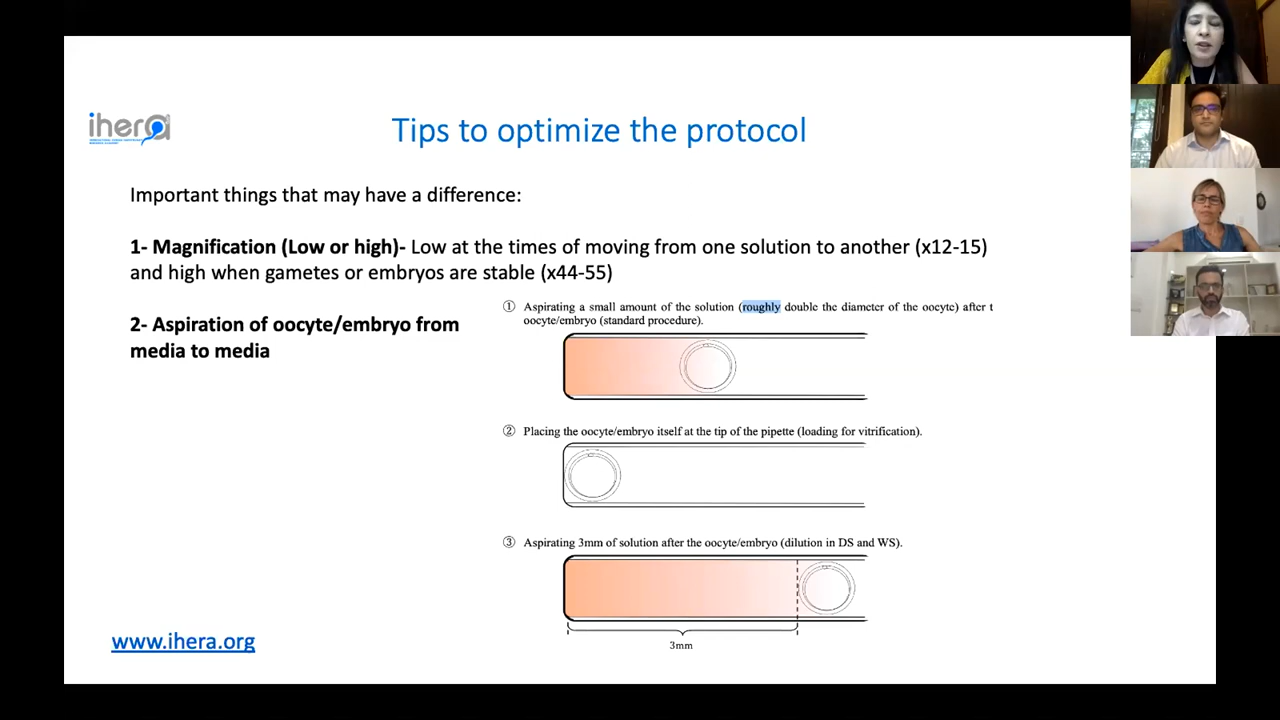 ihera
Tips to optimize the protocol
Important things that may have a difference:
1- Magnification (Low or high)- Low at the times of moving from one solution to another (x12-15)
and high when gametes or embryos are stable (x44-55)
2- Aspiration of oocyte/embryo from
media to media
① Aspirating a small amount of the solution (roughly double the diameter of the oocyte) after t
oocyte/embryo (standard procedure).
② Placing the oocyte/embryo itself at the tip of the pipette (loading for vitrification).
③ Aspirating 3mm of solution after the oocyte/embryo (dilution in DS and WS).
3mm
www.ihera.org